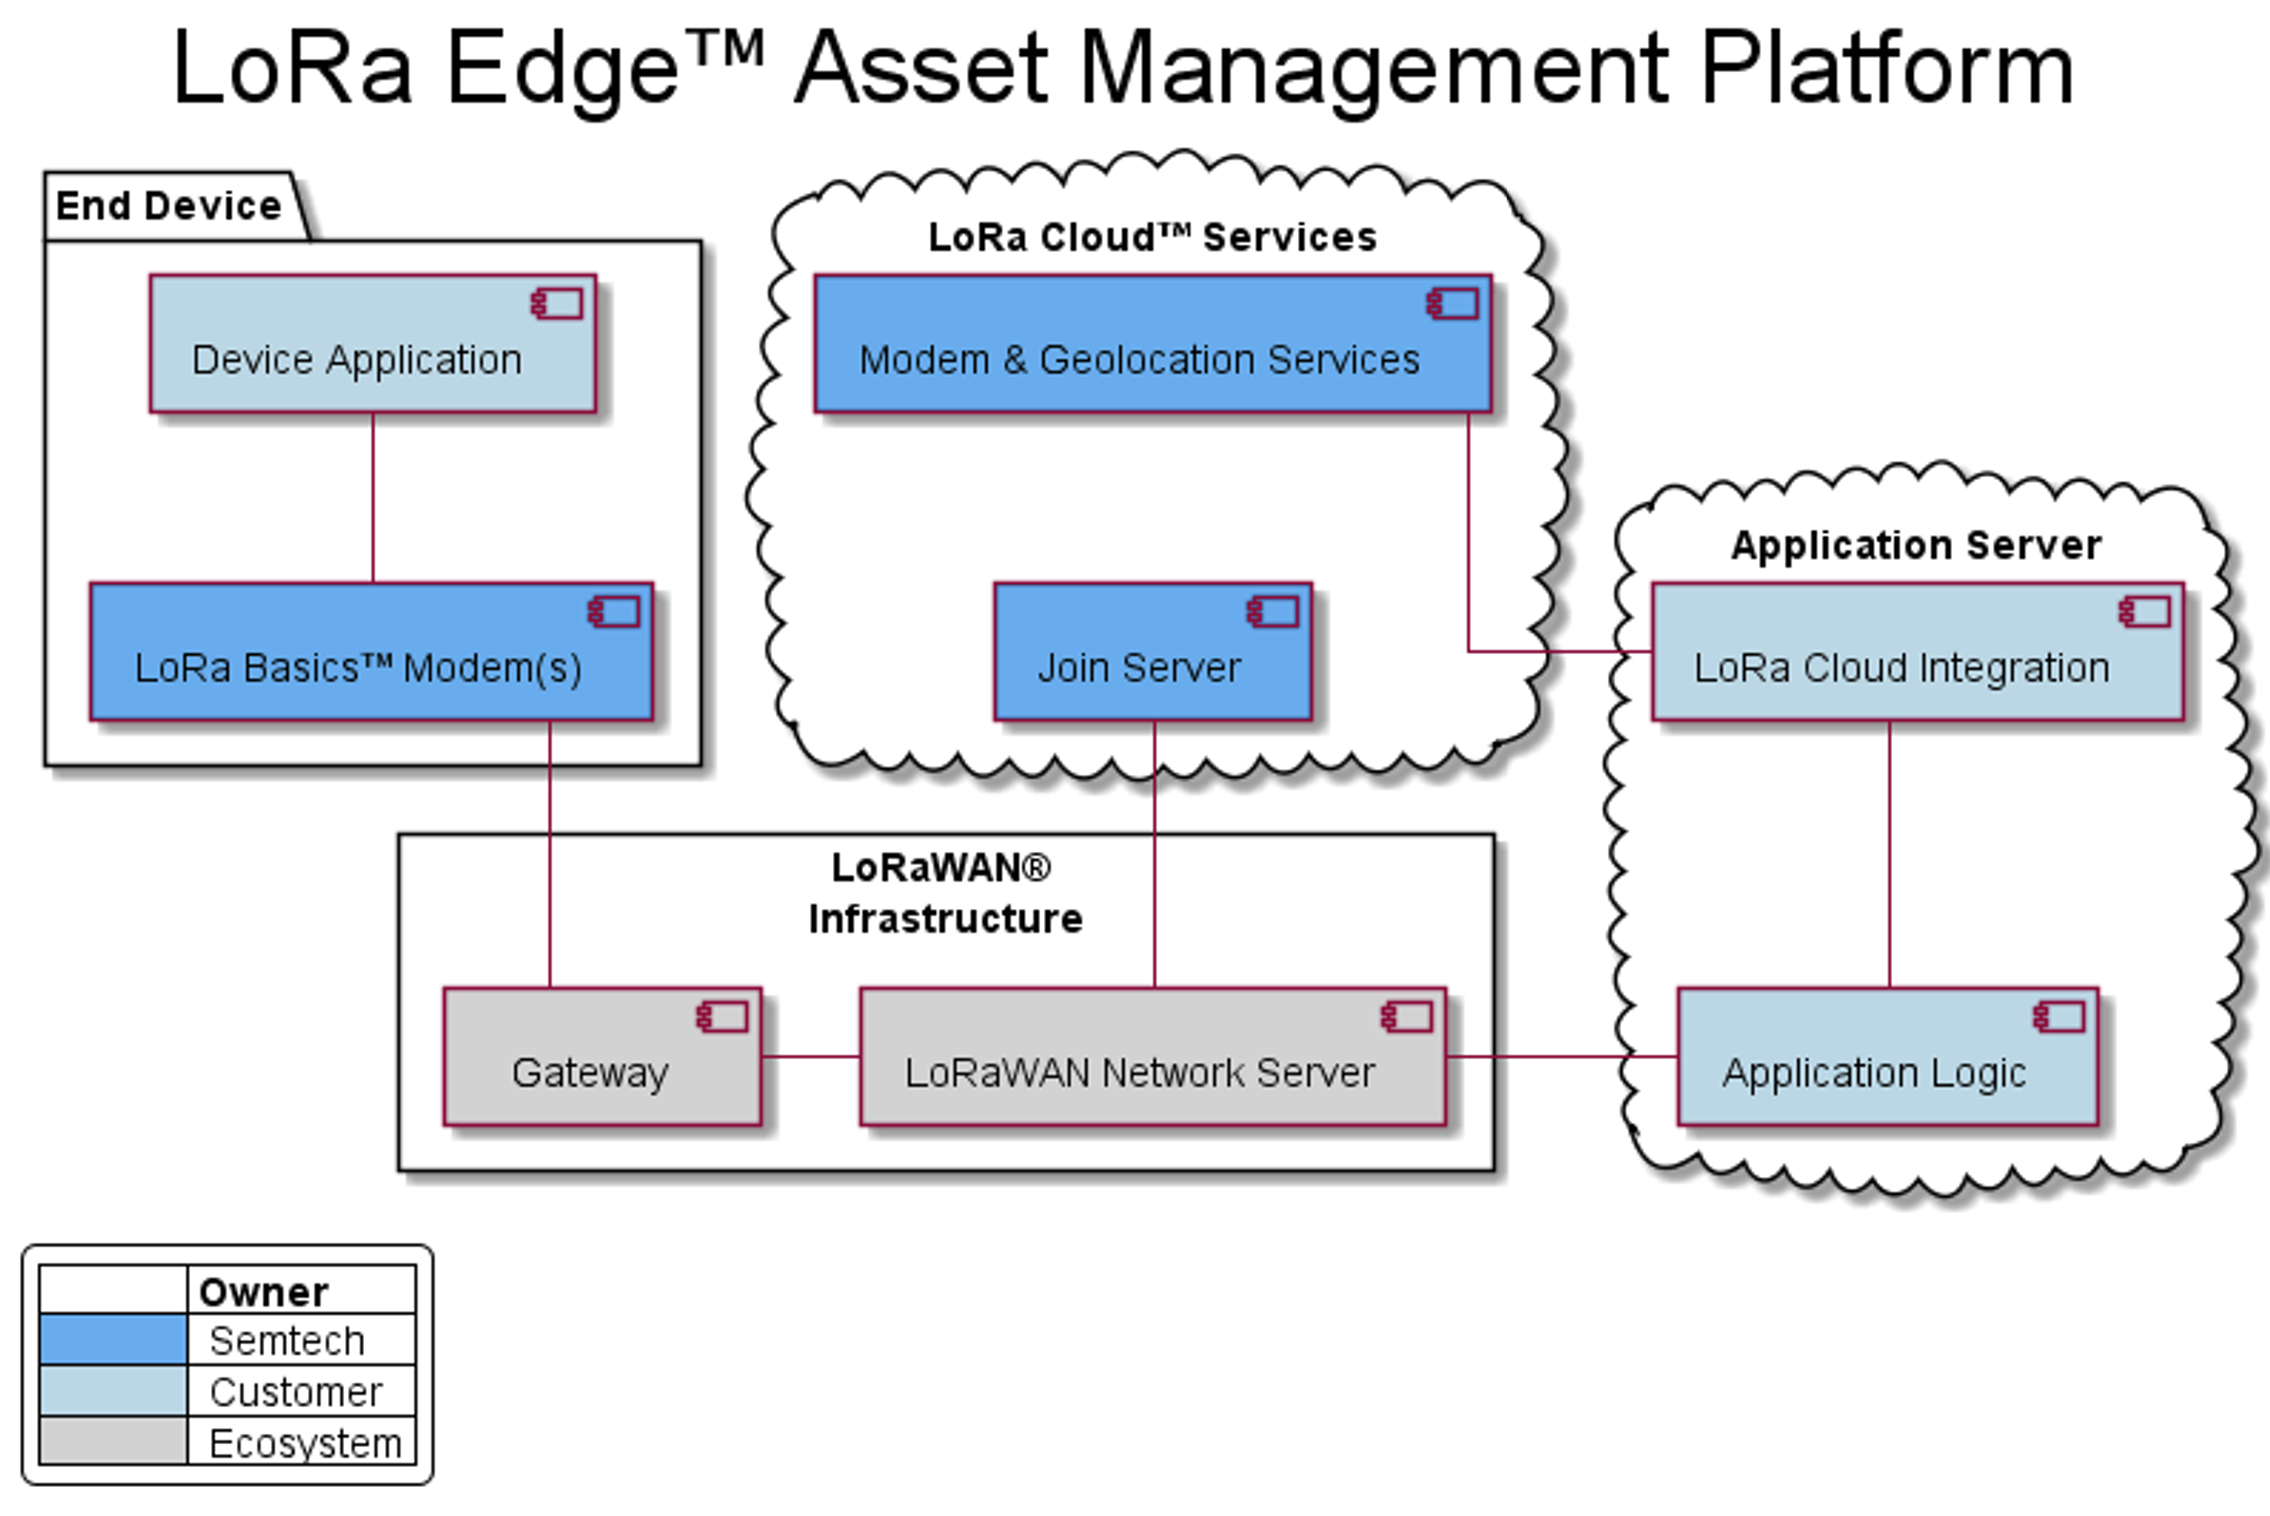 LoRa Edge™ Asset Management Platform
End Device
Device Application
LoRa Basics™ Modem(s)
LoRa Cloud™ Services
Modem & Geolocation Services
Join Server
Application Server
LoRa Cloud Integration
Application Logic
LoRaWAN®
Infrastructure
Gateway
LoRaWAN Network Server
Owner
Semtech
Customer
Ecosystem